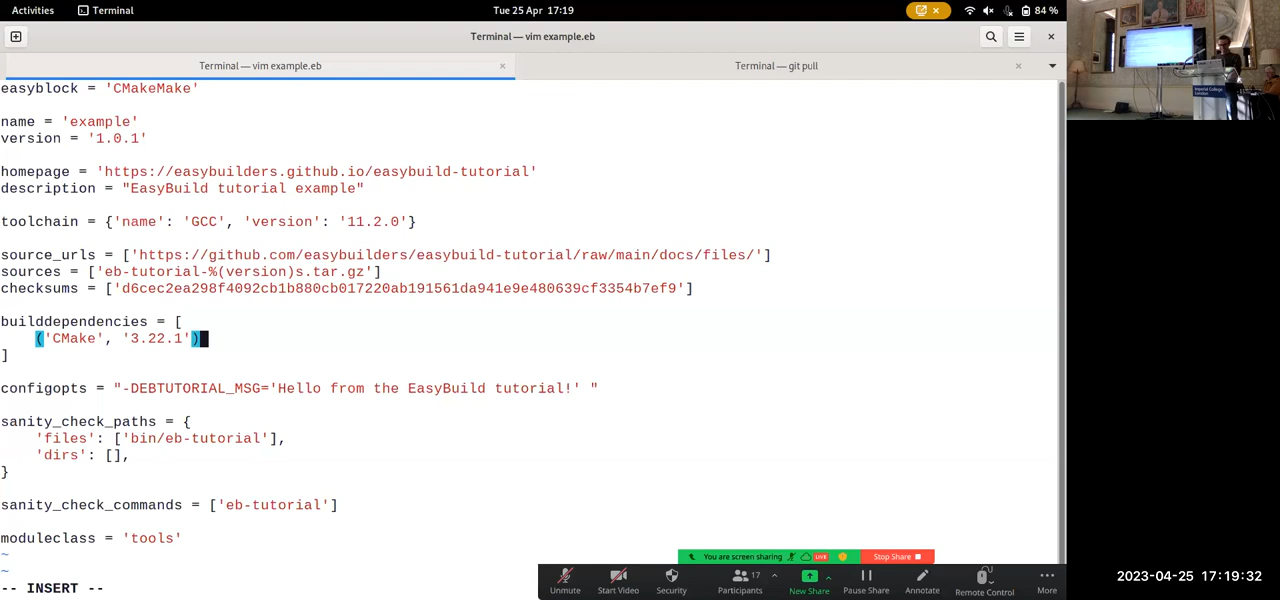 Activities Terminal Tue 25 Apr 17:19 84 %
Terminal — vim example.eb
Terminal — vim example.eb Terminal — git pull
easyblock = 'CMakeMake'
name = 'example'
version = '1.0.1'
homepage = 'https://easybuilders.github.io/easybuild-tutorial'
description = "EasyBuild tutorial example"
toolchain = {'name': 'GCC', 'version': '11.2.0'}
source_urls = ['https://github.com/easybuilders/easybuild-tutorial/raw/main/docs/files/']
sources = ['eb-tutorial-%(version)s.tar.gz']
checksums = ['d6cec2ea298f4092cb1b880cb017220ab191561da941e9e480639cf3354b7ef9']
builddependencies = [
('CMake', '3.22.1')
]
configopts = "-DEBTUTORIAL_MSG='Hello from the EasyBuild tutorial!' "
sanity_check_paths = {
'files': ['bin/eb-tutorial'],
'dirs': [],
}
sanity_check_commands = ['eb-tutorial']
moduleclass = 'tools'
~
~
-- INSERT --
You are screen sharing LIVE Stop Share
17
Unmute Start Video Security Participants New Share Pause Share Annotate Remote Control More
Imperial College
London
2023-04-25 17:19:32